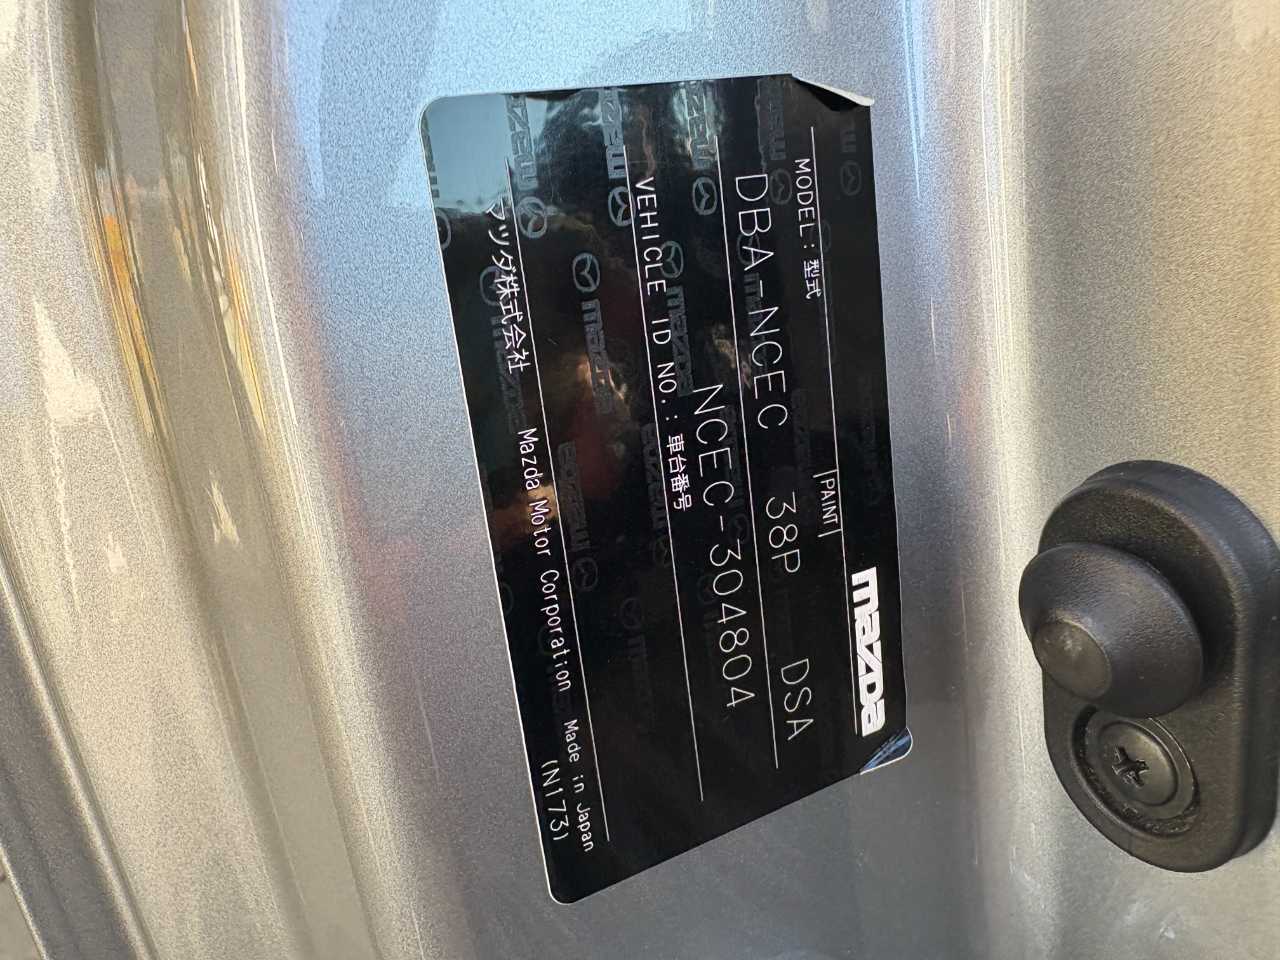 mazda
MODEL:型式 PAINT
DBA-NCEC 38P DSA
VEHICLE ID NO.:車台番号
NCEC-304804
マツダ株式会社 Mazda Motor Corporation Made in Japan
(N173)